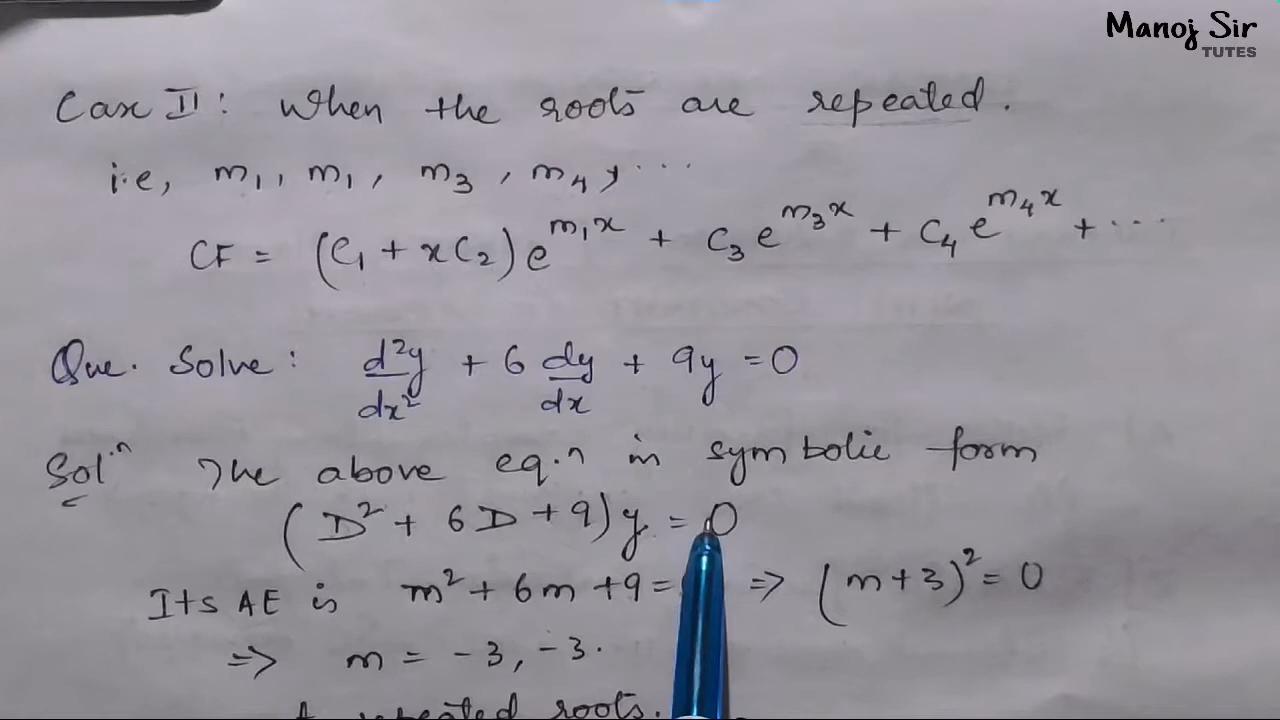 Manoj Sir
TUTES
Case II: When the roots are repeated.
i.e, m₁, m₁, m₃, m₄, ...
CF = (C₁ + xC₂)e^{m₁x} + C₃e^{m₃x} + C₄e^{m₄x} + ...
Que. Solve: d²y/dx² + 6 dy/dx + 9y = 0
Solⁿ The above eq.n in symbolic form
(D² + 6D + 9)y = 0
Its AE is m² + 6m + 9 = ⇒ (m+3)² = 0
⇒ m = -3, -3.
repeated roots.